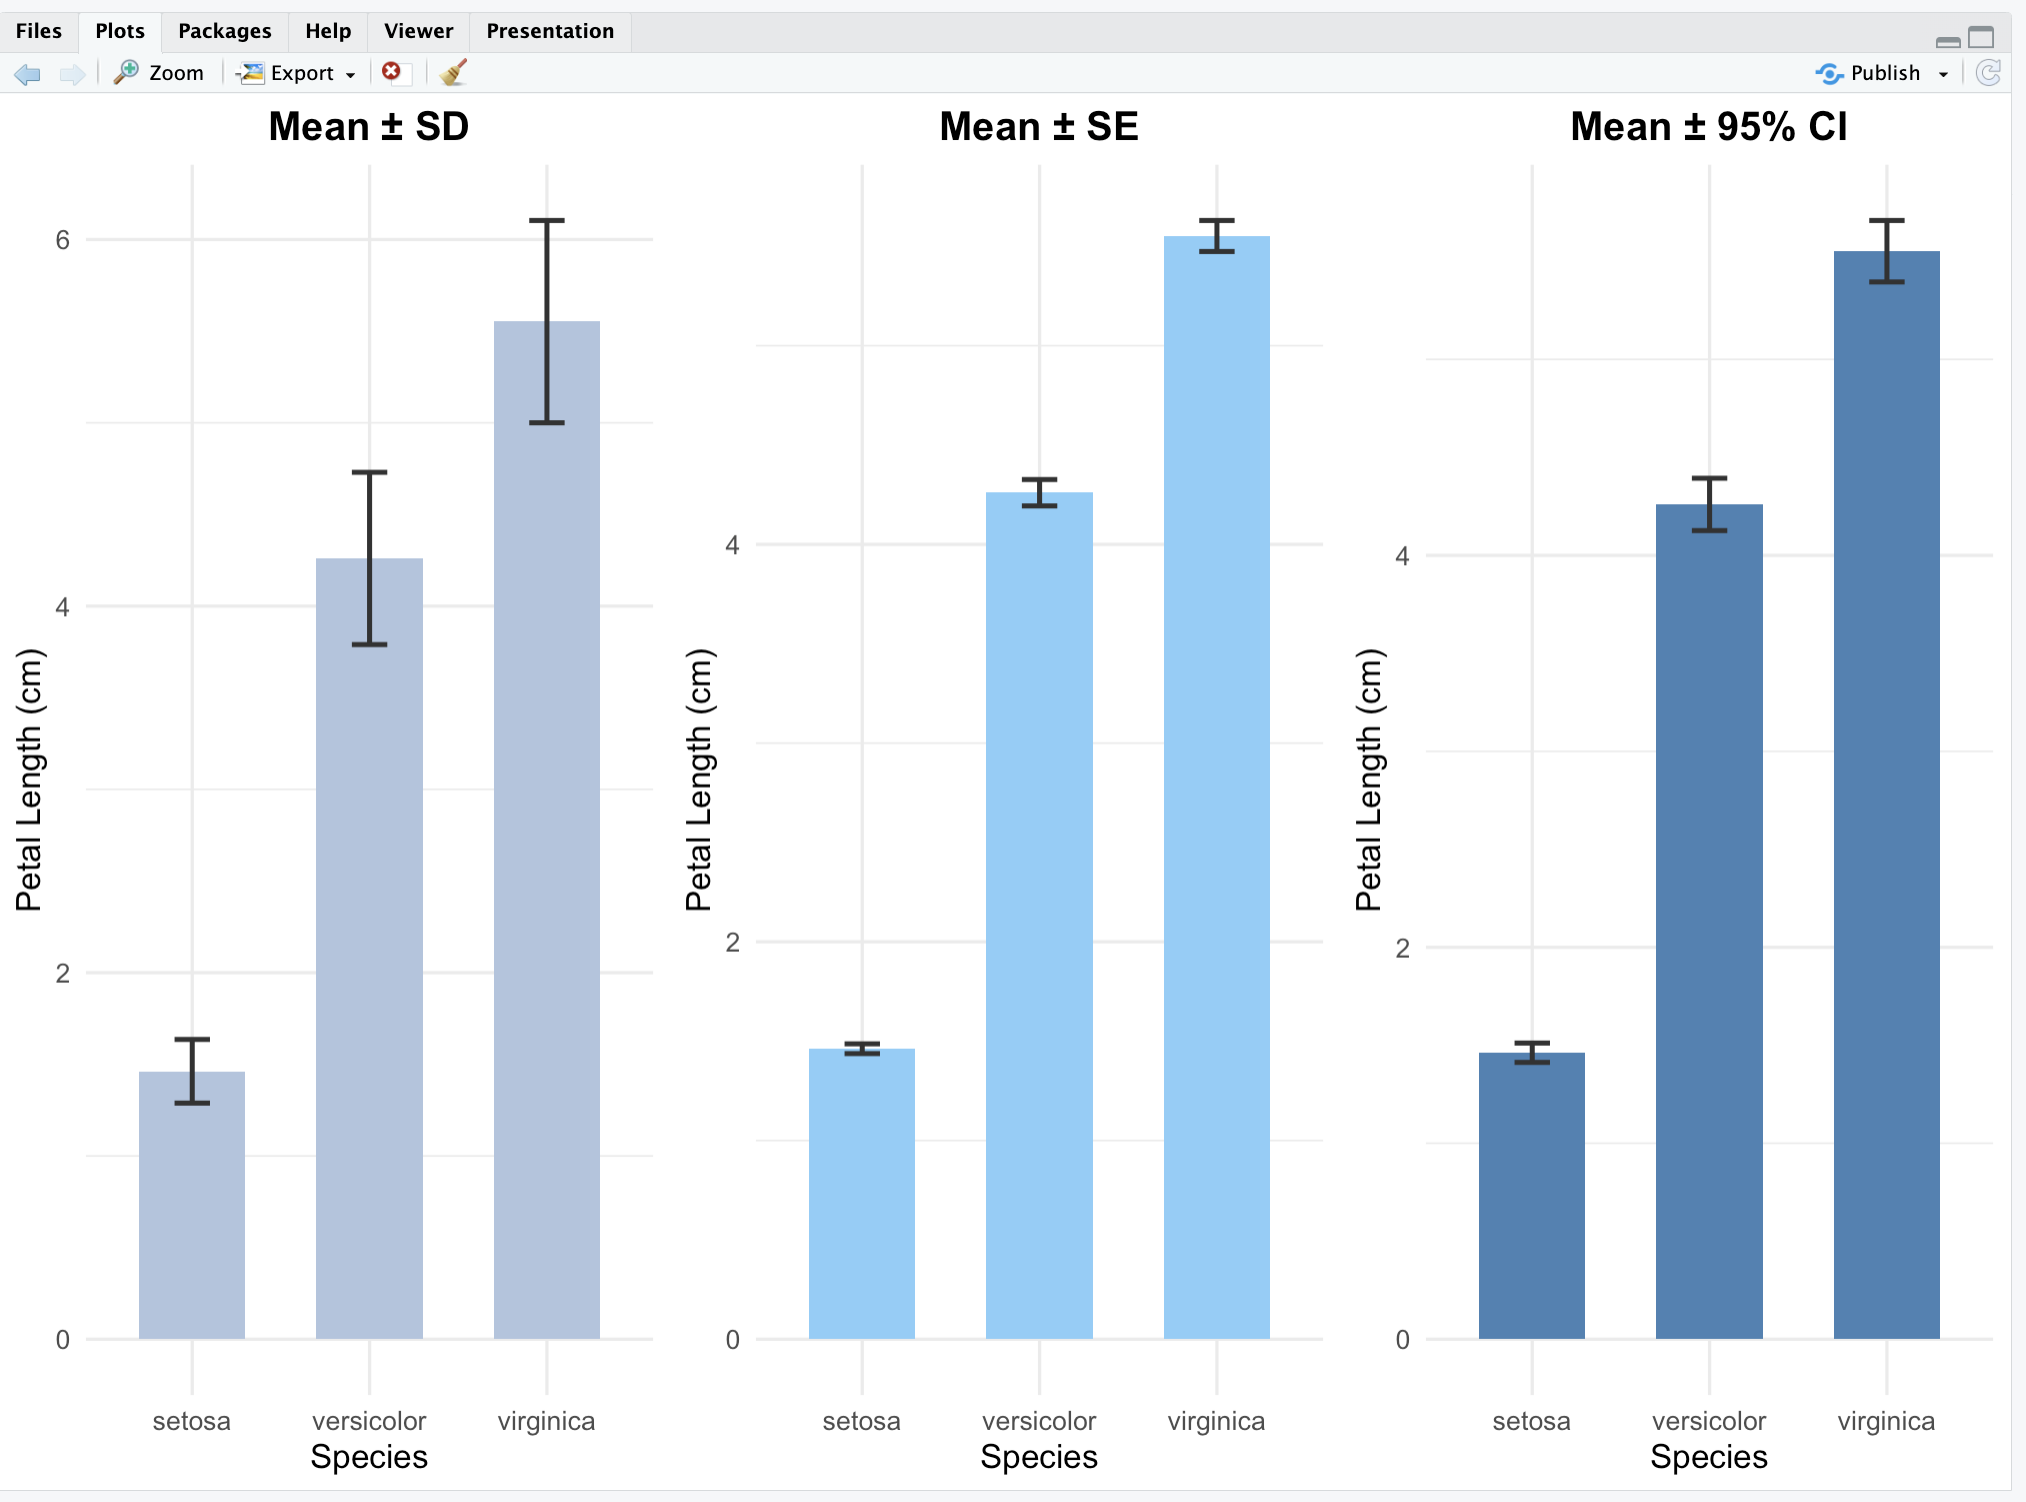 Files Plots Packages Help Viewer Presentation
Zoom Export Publish
Mean ± SD
6
4
2
0
Petal Length (cm)
setosa versicolor virginica
Species
Mean ± SE
4
2
0
Petal Length (cm)
setosa versicolor virginica
Species
Mean ± 95% CI
4
2
0
Petal Length (cm)
setosa versicolor virginica
Species